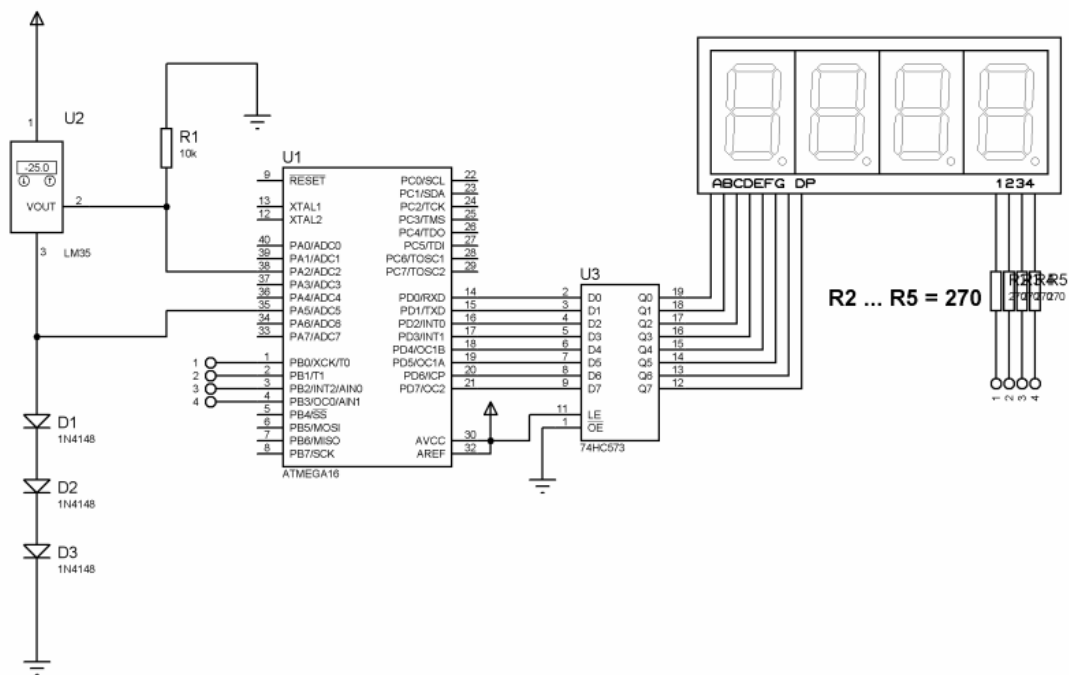 U2
1
-25.0
VOUT
2
3
LM35
R1
10k
D1
1N4148
D2
1N4148
D3
1N4148
U1
9 RESET
13 XTAL1
12 XTAL2
40 PA0/ADC0
39 PA1/ADC1
38 PA2/ADC2
37 PA3/ADC3
36 PA4/ADC4
35 PA5/ADC5
34 PA6/ADC6
33 PA7/ADC7
1 1 PB0/XCK/T0
2 2 PB1/T1
3 3 PB2/INT2/AIN0
4 4 PB3/OC0/AIN1
5 PB4/SS
6 PB5/MOSI
7 PB6/MISO
8 PB7/SCK
PC0/SCL 22
PC1/SDA 23
PC2/TCK 24
PC3/TMS 25
PC4/TDO 26
PC5/TDI 27
PC6/TOSC1 28
PC7/TOSC2 29
PD0/RXD 14
PD1/TXD 15
PD2/INT0 16
PD3/INT1 17
PD4/OC1B 18
PD5/OC1A 19
PD6/ICP 20
PD7/OC2 21
AVCC 30
AREF 32
ATMEGA16
U3
2 D0 Q0 19
3 D1 Q1 18
4 D2 Q2 17
5 D3 Q3 16
6 D4 Q4 15
7 D5 Q5 14
8 D6 Q6 13
9 D7 Q7 12
11 LE
1 OE
74HC573
ABCDEFG DP
1234
R2 ... R5 = 270
R5
270
1
2
3
4